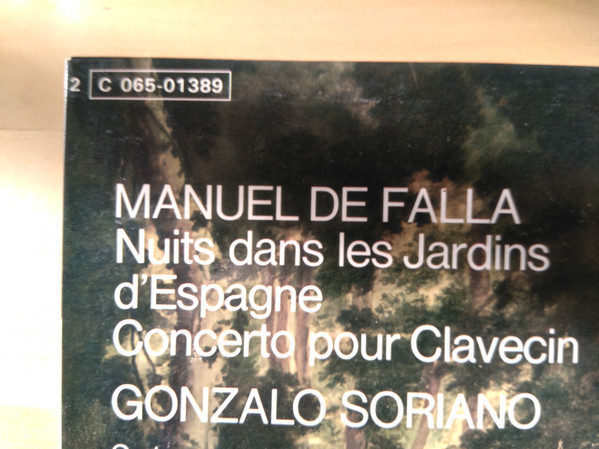 2 C 065-01389
MANUEL DE FALLA
Nuits dans les Jardins
d'Espagne
Concerto pour Clavecin
GONZALO SORIANO